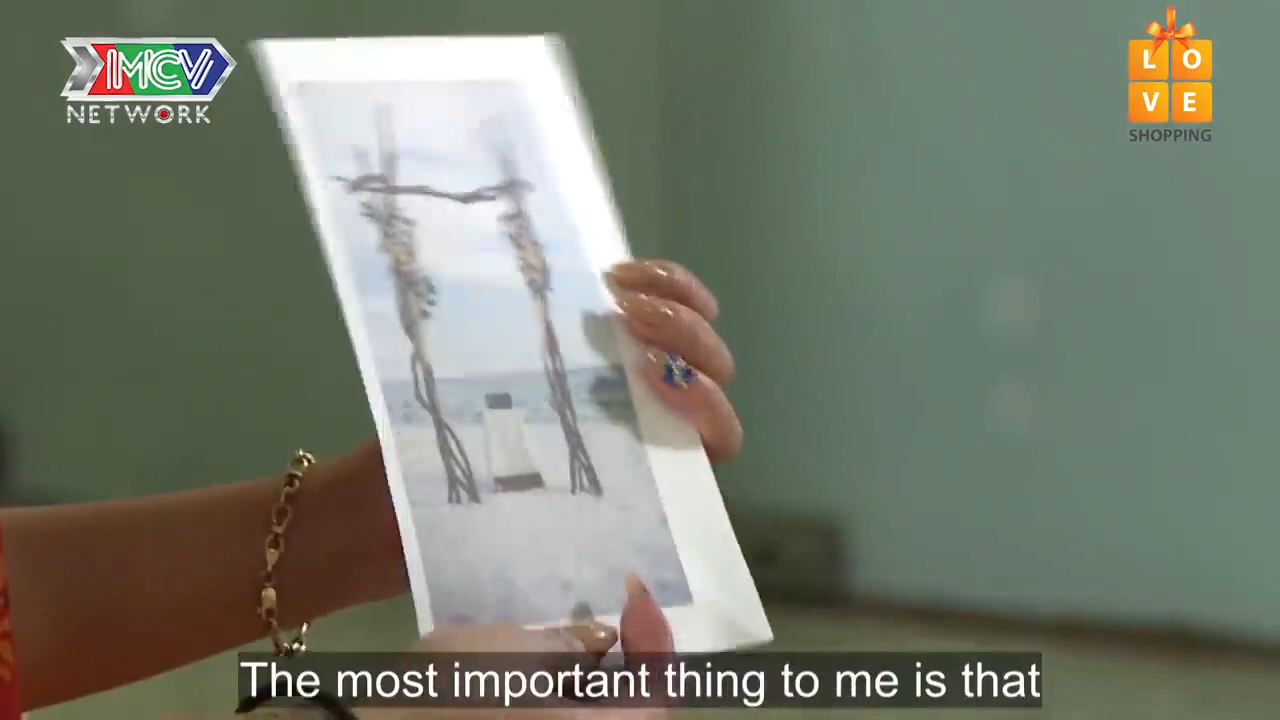 MCV
NETWORK
L O
V E
SHOPPING
The most important thing to me is that